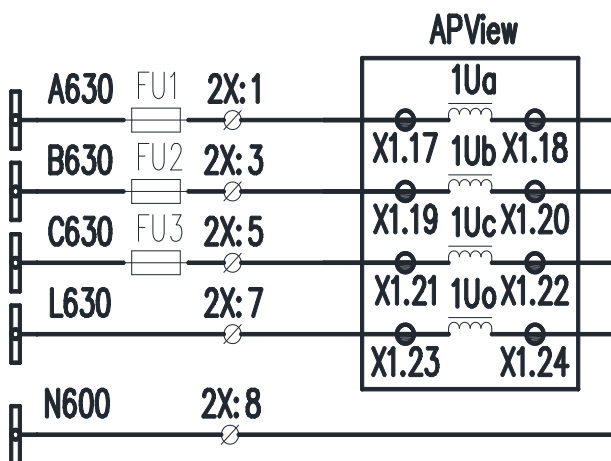 APView
A630 FU1 2X:1 1Ua
X1.17 X1.18
B630 FU2 2X:3 1Ub
X1.19 X1.20
C630 FU3 2X:5 1Uc
X1.21 X1.22
L630 2X:7 1Uo
X1.23 X1.24
N600 2X:8